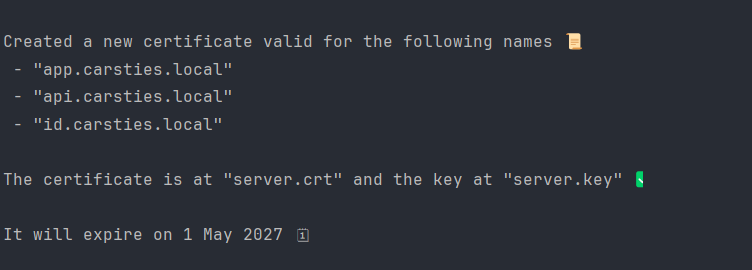 Created a new certificate valid for the following names 📜
- "app.carsties.local"
- "api.carsties.local"
- "id.carsties.local"
The certificate is at "server.crt" and the key at "server.key" ✅
It will expire on 1 May 2027 🗓